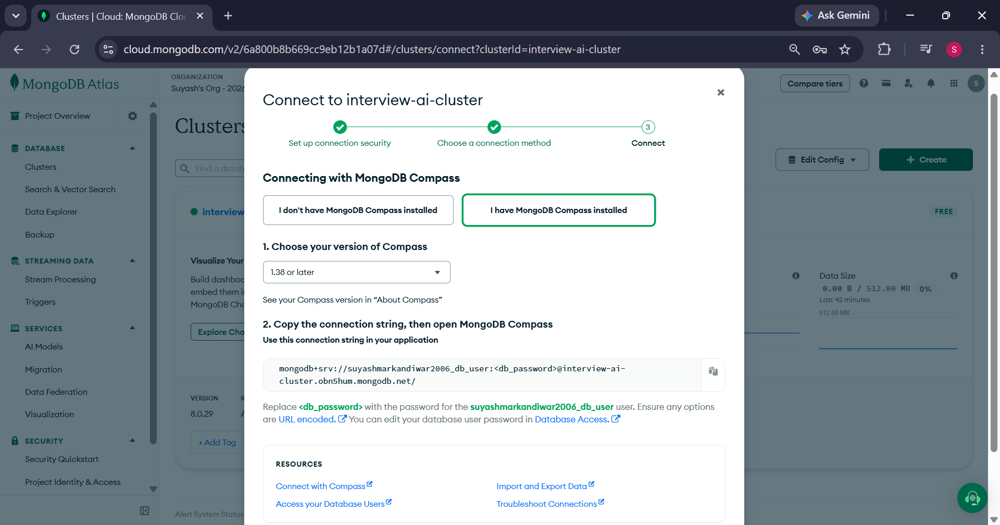 Clusters | Cloud: MongoDB Clou
Ask Gemini
cloud.mongodb.com/v2/6a800b8b669cc9eb12b1a07d#/clusters/connect?clusterId=interview-ai-cluster
S
MongoDB Atlas
ORGANIZATION
Suyash's Org - 2026
Compare tiers
S
Project Overview
DATABASE
Clusters
Search & Vector Search
Data Explorer
Backup
STREAMING DATA
Stream Processing
Triggers
SERVICES
AI Models
Migration
Data Federation
Visualization
SECURITY
Security Quickstart
Project Identity & Access
Clusters
Find a datab
Edit Config
+ Create
interview
FREE
Visualize Your
Build dashboa
embed them i
MongoDB Cha
Explore Cha
Data Size
0.00 B / 512.00 MB 0%
Last 42 minutes
512.00 MB
VERSION
R
8.0.29
A
+ Add Tag
Alert System Status
Connect to interview-ai-cluster
Set up connection security
Choose a connection method
3
Connect
Connecting with MongoDB Compass
I don't have MongoDB Compass installed
I have MongoDB Compass installed
1. Choose your version of Compass
1.38 or later
See your Compass version in “About Compass”
2. Copy the connection string, then open MongoDB Compass
Use this connection string in your application
mongodb+srv://suyashmarkandiwar2006_db_user:<db_password>@interview-ai-
cluster.obn5hum.mongodb.net/
Replace <db_password> with the password for the suyashmarkandiwar2006_db_user user. Ensure any options
are URL encoded. You can edit your database user password in Database Access.
RESOURCES
Connect with Compass
Import and Export Data
Access your Database Users
Troubleshoot Connections